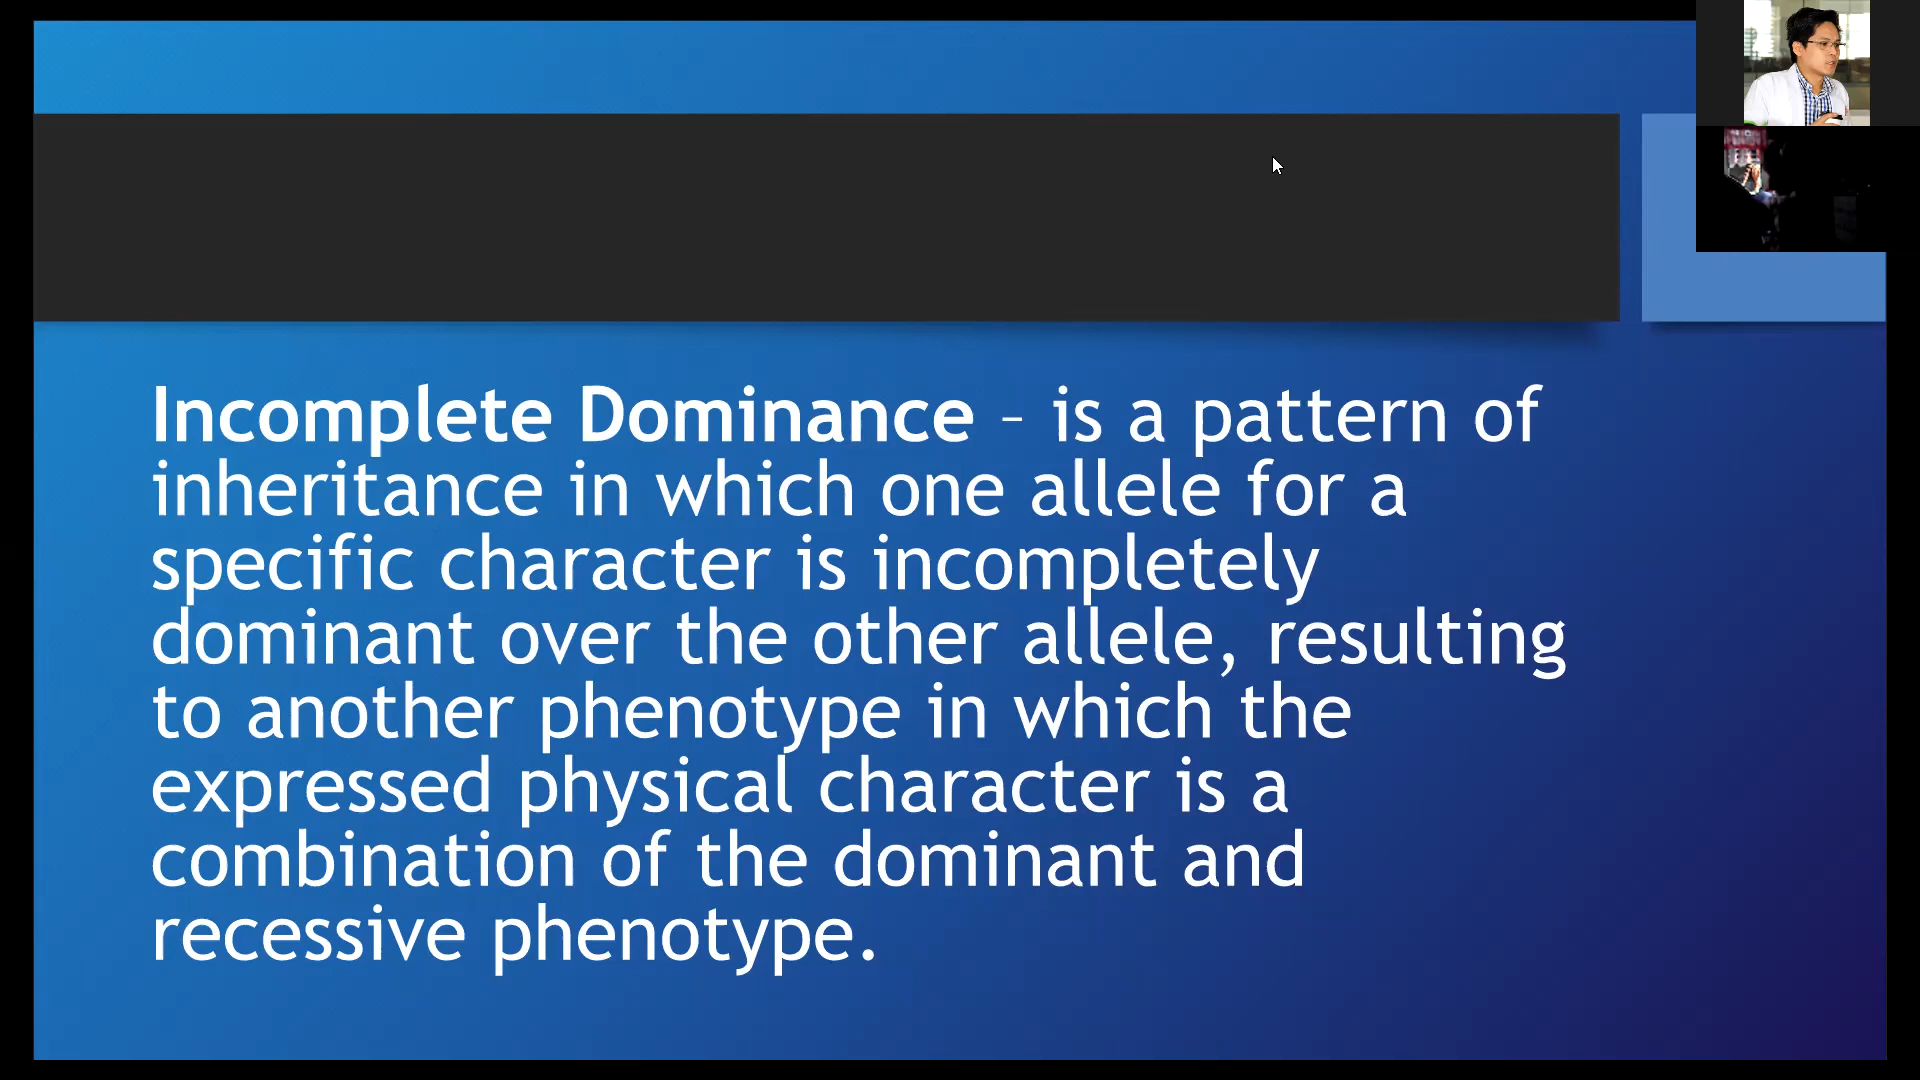 Incomplete Dominance – is a pattern of
inheritance in which one allele for a
specific character is incompletely
dominant over the other allele, resulting
to another phenotype in which the
expressed physical character is a
combination of the dominant and
recessive phenotype.